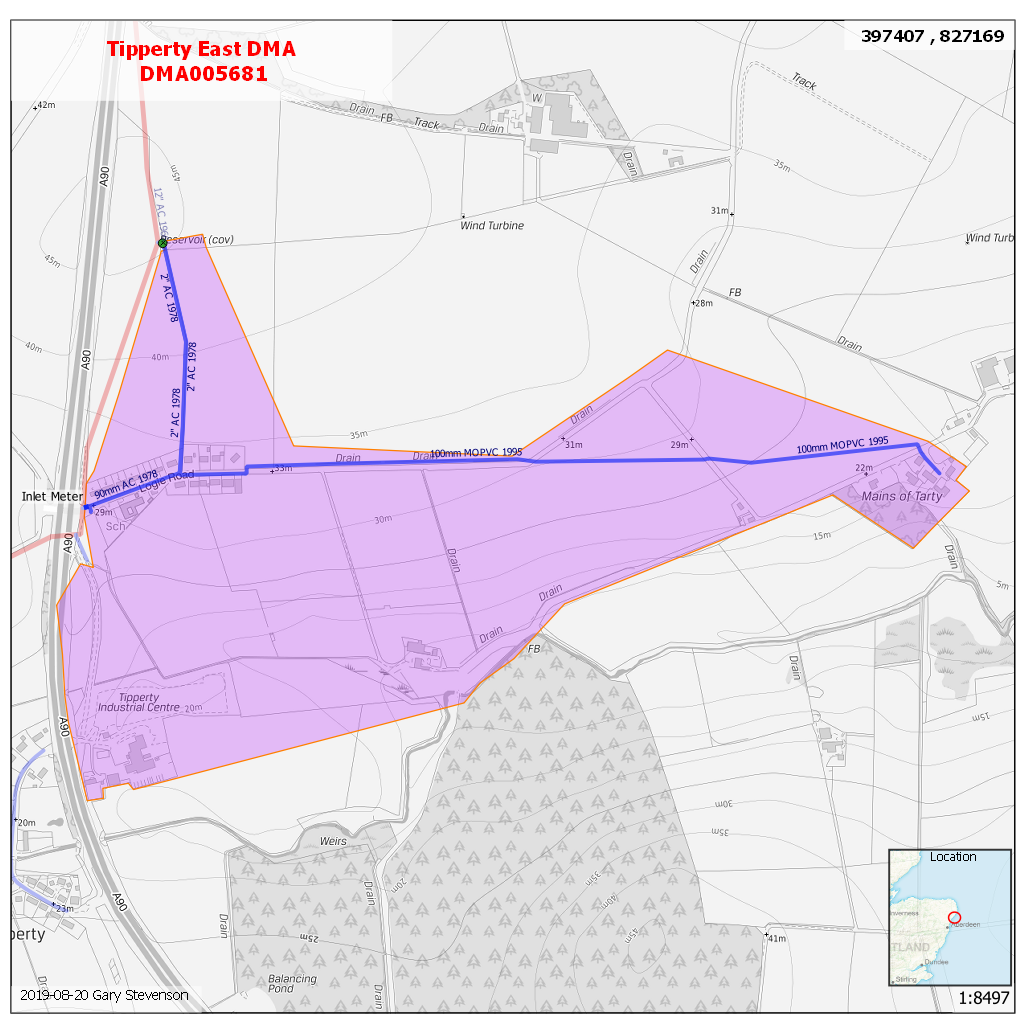 Tipperty East DMA
DMA005681
397407 , 827169
42m
A90
45m
12" AC 196
Reservoir (cov)
45m
Drain
FB
Track
Drain
W
Drain
Track
35m
31m
Wind Turbine
Wind Turb
Drain
FB
28m
Drain
40m
A90
40m
2" AC 1978
2" AC 1978
2" AC 1978
35m
Drain
31m
29m
Drain
Drain
100mm MOPVC 1995
100mm MOPVC 1995
33m
22m
90mm AC 1978
Logie Road
Inlet Meter
29m
Sch
A90
Mains of Tarty
30m
15m
Drain
Drain
Drain
5m
Drain
FB
Drain
Tipperty
Industrial Centre
20m
A90
15m
30m
35m
20m
Weirs
Drain
20m
35m
40m
45m
41m
23m
A90
perty
Drain
25m
Balancing
Pond
Drain
Dr
2019-08-20 Gary Stevenson
Location
nverness
Aberdeen
TLAND
Dundee
Stirling
1:8497